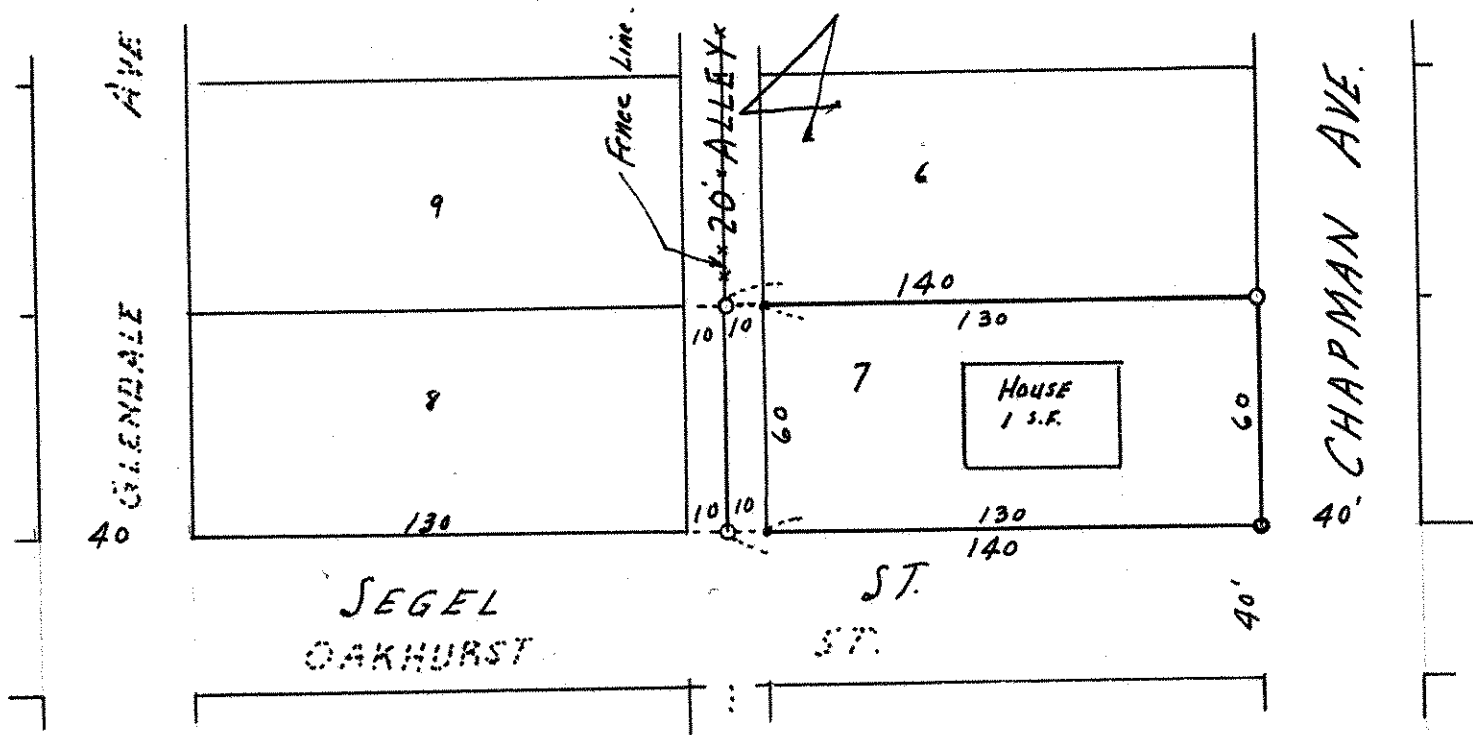 GLENDALE AVE
9
8
130
40
Fence Line.
20' ALLEY
10 10
10 10
6
140
130
7
HOUSE
1 S.F.
60
60
130
140
CHAPMAN AVE.
40'
40'
SEGEL ST.
OAKHURST ST.